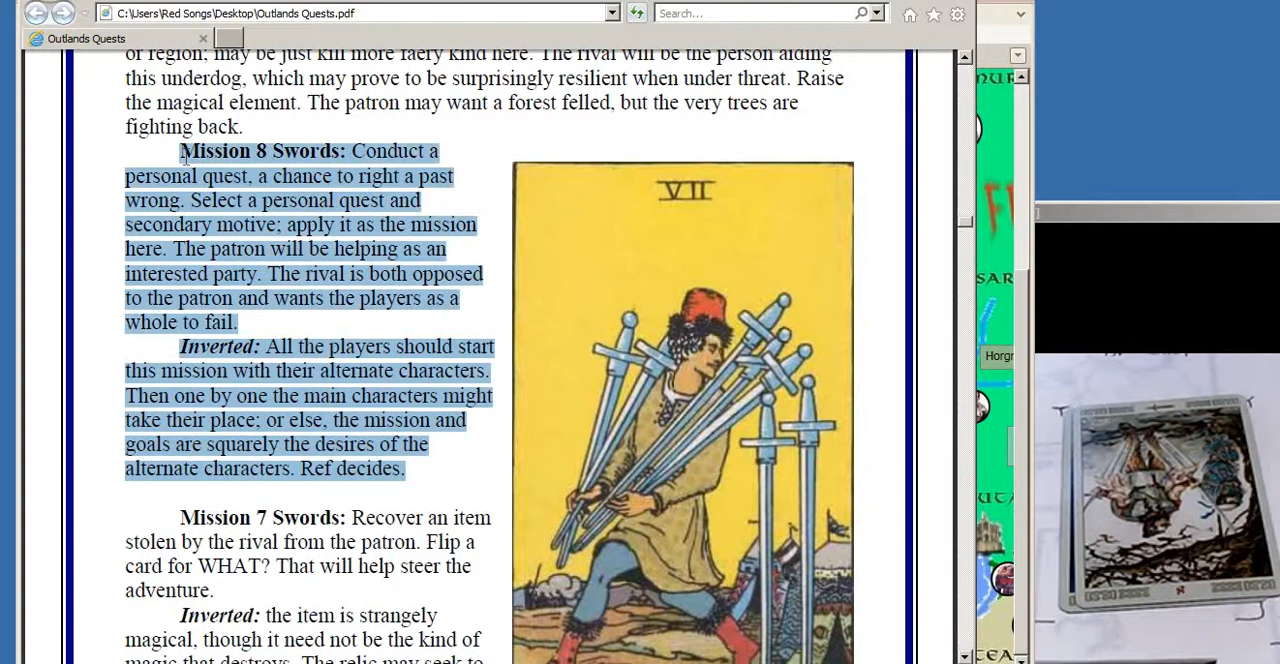 C:\Users\Red Songs\Desktop\Outlands Quests.pdf
Search...
Outlands Quests
or region; may be just kill more faery kind here. The rival will be the person aiding
this underdog, which may prove to be surprisingly resilient when under threat. Raise
the magical element. The patron may want a forest felled, but the very trees are
fighting back.
Mission 8 Swords: Conduct a
personal quest, a chance to right a past
wrong. Select a personal quest and
secondary motive; apply it as the mission
here. The patron will be helping as an
interested party. The rival is both opposed
to the patron and wants the players as a
whole to fail.
Inverted: All the players should start
this mission with their alternate characters.
Then one by one the main characters might
take their place; or else, the mission and
goals are squarely the desires of the
alternate characters. Ref decides.
Mission 7 Swords: Recover an item
stolen by the rival from the patron. Flip a
card for WHAT? That will help steer the
adventure.
Inverted: the item is strangely
magical, though it need not be the kind of
magic that destroys. The relic may seek to
VII
SAR
Horgr